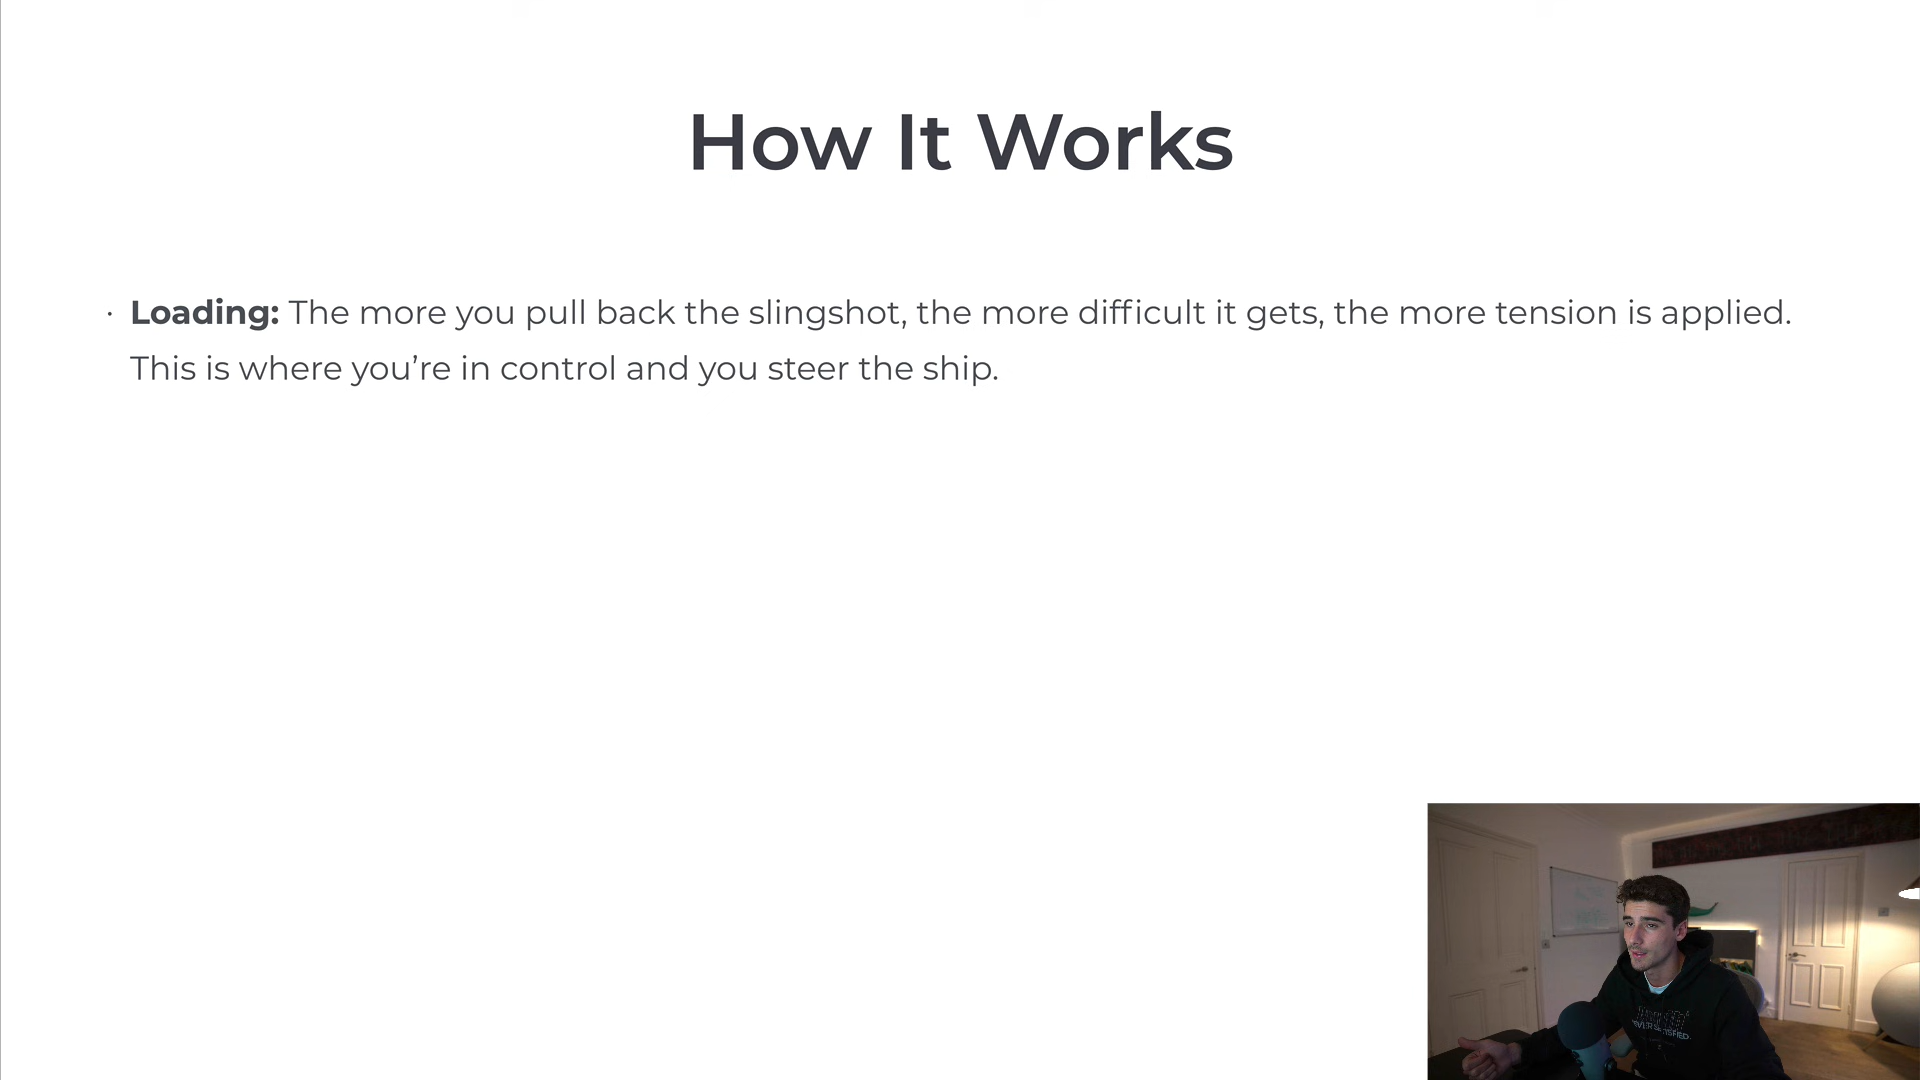 How It Works
· Loading: The more you pull back the slingshot, the more difficult it gets, the more tension is applied.
This is where you’re in control and you steer the ship.